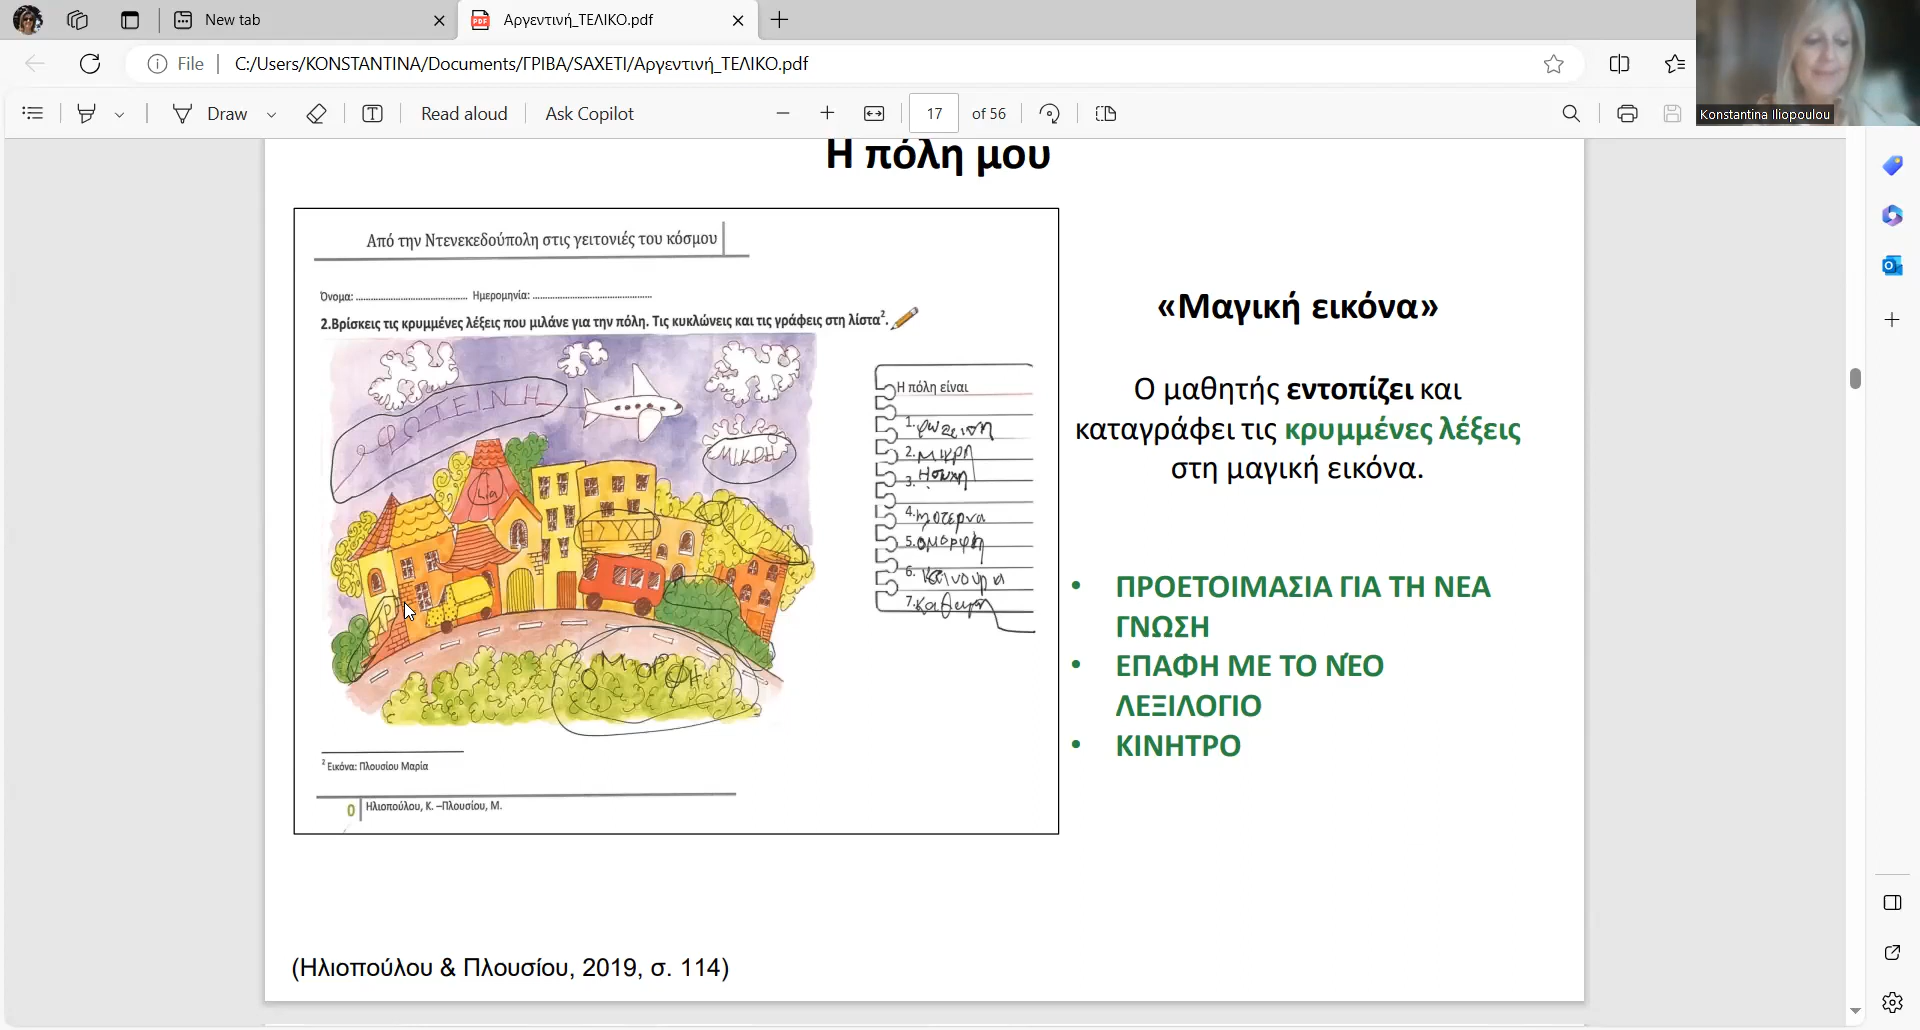 New tab
Αργεντινή_ΤΕΛΙΚΟ.pdf
File
C:/Users/KONSTANTINA/Documents/ΓΡΙΒΑ/SAXETI/Αργεντινή_ΤΕΛΙΚΟ.pdf
Draw
Read aloud
Ask Copilot
17 of 56
Konstantina Iliopoulou
Η πόλη μου
Από την Ντενεκεδούπολη στις γειτονιές του κόσμου
Όνομα: Ημερομηνία:
2.Βρίσκεις τις κρυμμένες λέξεις που μιλάνε για την πόλη. Τις κυκλώνεις και τις γράφεις στη λίστα2.
ΦΩΤΕΙΝΗ
ΜΙΚΡΗ
ΗΣΥΧΗ
ΟΜΟΡΦΗ
Η πόλη είναι
1.
2. μικρη
3. Ησυχη
4. μοτερνα
5. ομορφη
6.
7. καθαρη
2 Εικόνα: Πλουσίου Μαρία
0 Ηλιοπούλου, Κ. –Πλουσίου, Μ.
«Μαγική εικόνα»
Ο μαθητής εντοπίζει και
καταγράφει τις κρυμμένες λέξεις
στη μαγική εικόνα.
• ΠΡΟΕΤΟΙΜΑΣΙΑ ΓΙΑ ΤΗ ΝΕΑ
ΓΝΩΣΗ
• ΕΠΑΦΗ ΜΕ ΤΟ ΝΈΟ
ΛΕΞΙΛΟΓΙΟ
• ΚΙΝΗΤΡΟ
(Ηλιοπούλου & Πλουσίου, 2019, σ. 114)